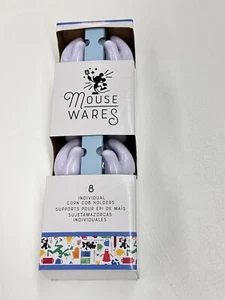 MOUSE
WARES
8
INDIVIDUAL
CORN COB HOLDERS
SUPPORTS POUR ÉPI DE MAÏS
SUJETAMAZORCAS
INDIVIDUALES